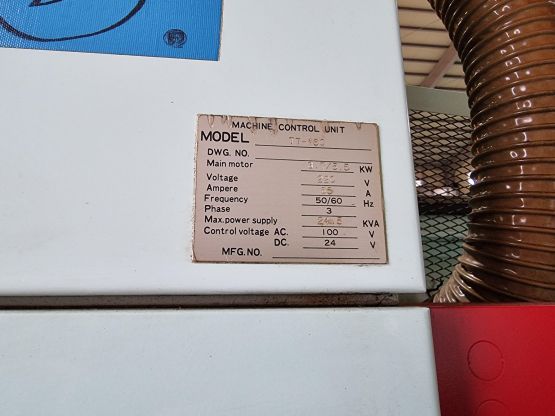 MACHINE CONTROL UNIT
MODEL
DWG. NO.
Main motor KW
Voltage 220 V
Ampere A
Frequency 50/60 Hz
Phase 3
Max. power supply KVA
Control voltage AC. 100 V
DC. 24 V
MFG. NO.